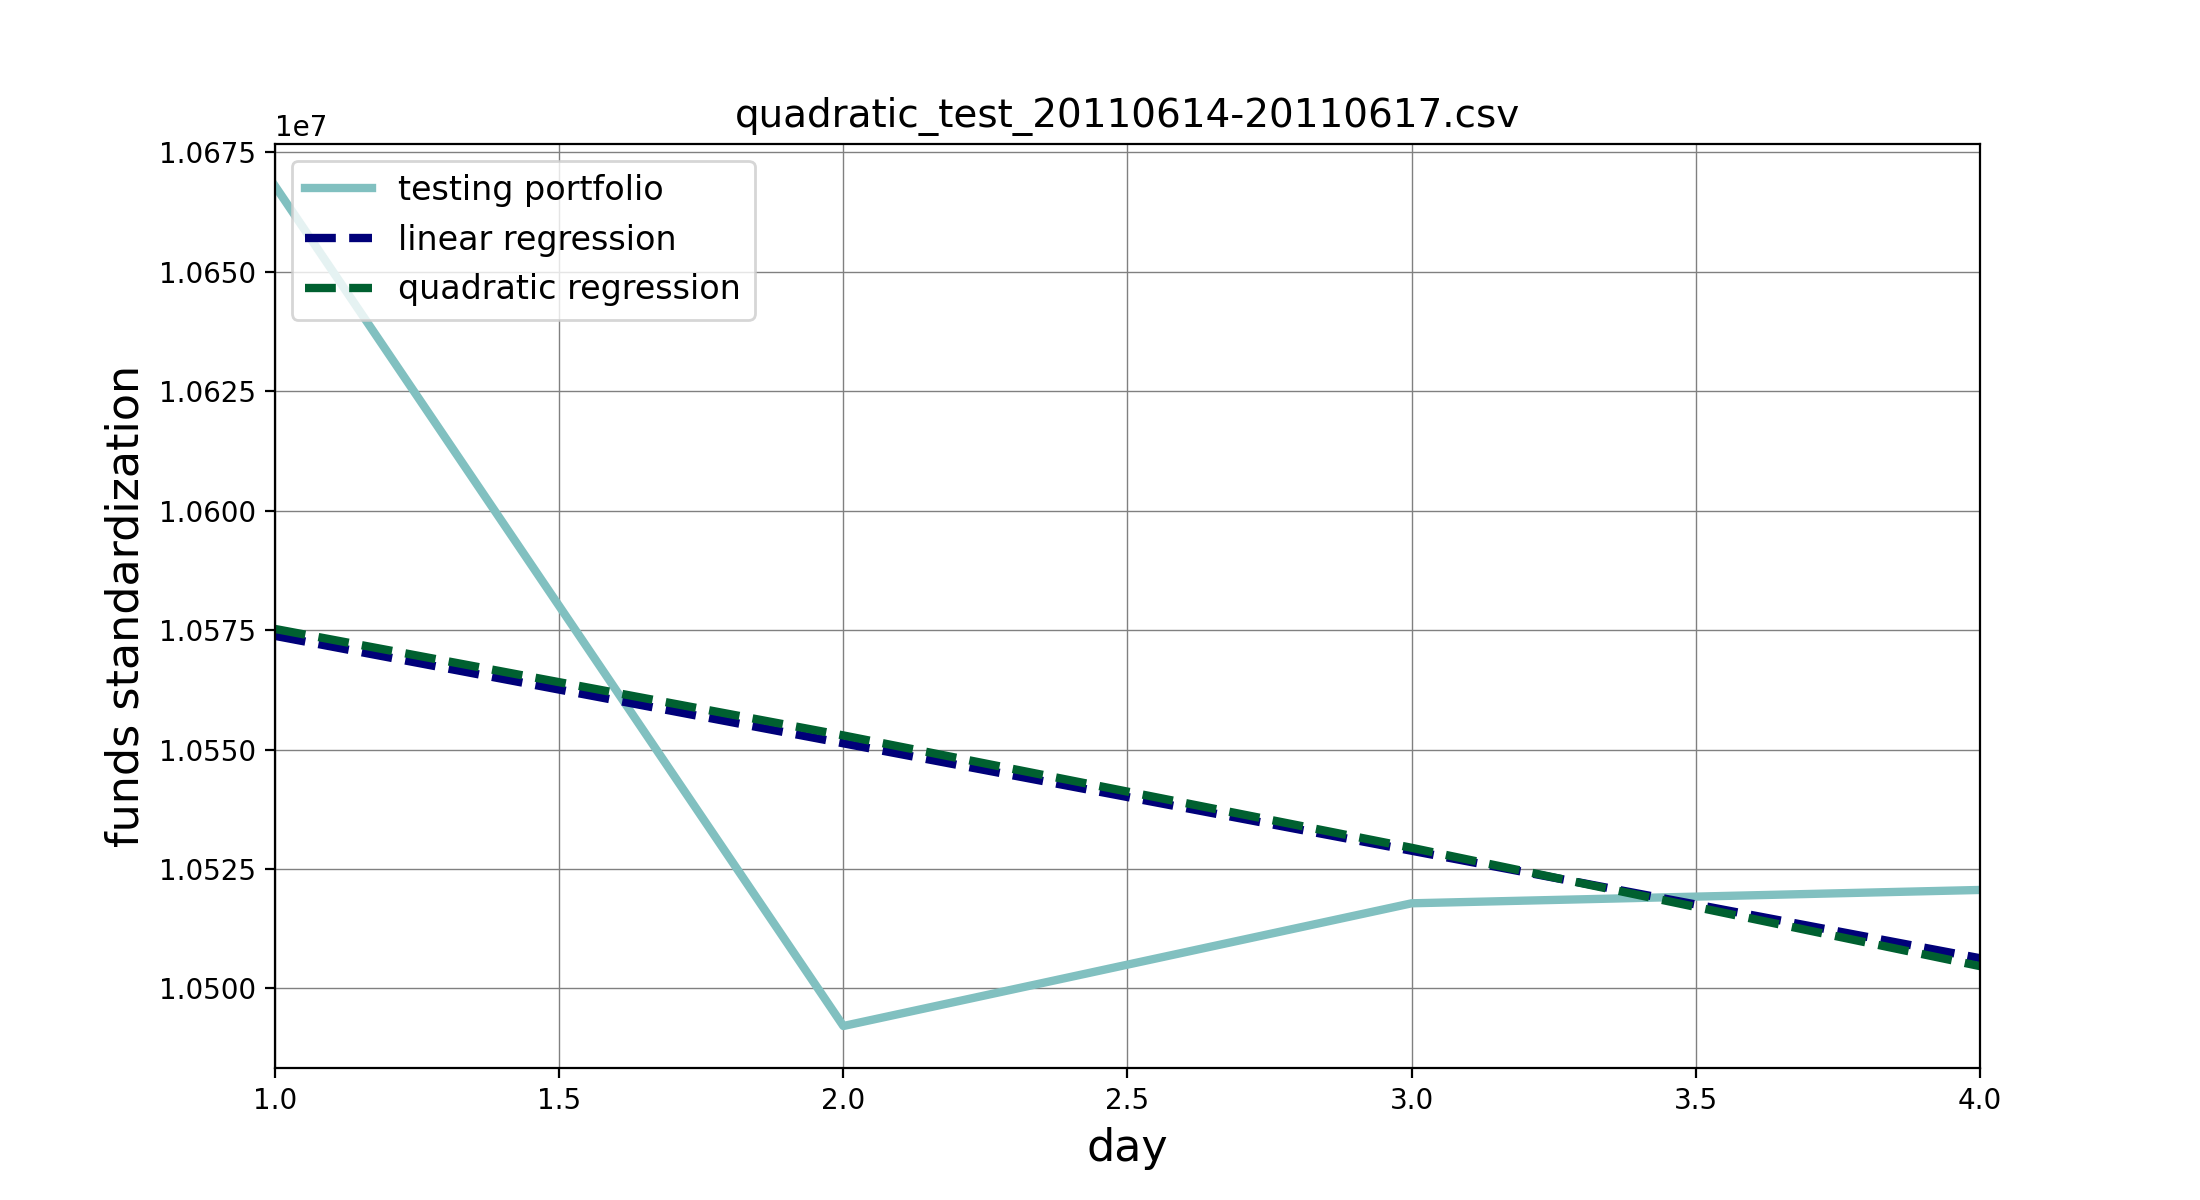 quadratic_test_20110614-20110617.csv
1e7
1.0675
1.0650
1.0625
1.0600
1.0575
1.0550
1.0525
1.0500
funds standardization
testing portfolio
linear regression
quadratic regression
1.0 1.5 2.0 2.5 3.0 3.5 4.0
day